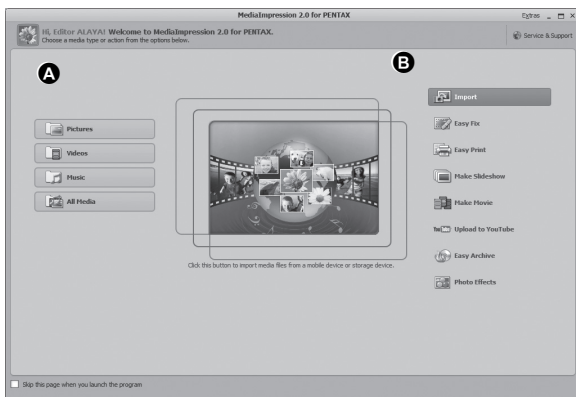 MediaImpression 2.0 for PENTAX
Extras
Hi, Editor ALAYA! Welcome to MediaImpression 2.0 for PENTAX.
Choose a media type or action from the options below.
Service & Support
A
B
Pictures
Videos
Music
All Media
Import
Easy Fix
Easy Print
Make Slideshow
Make Movie
Upload to YouTube
Easy Archive
Photo Effects
Click this button to import media files from a mobile device or storage device.
Skip this page when you launch the program